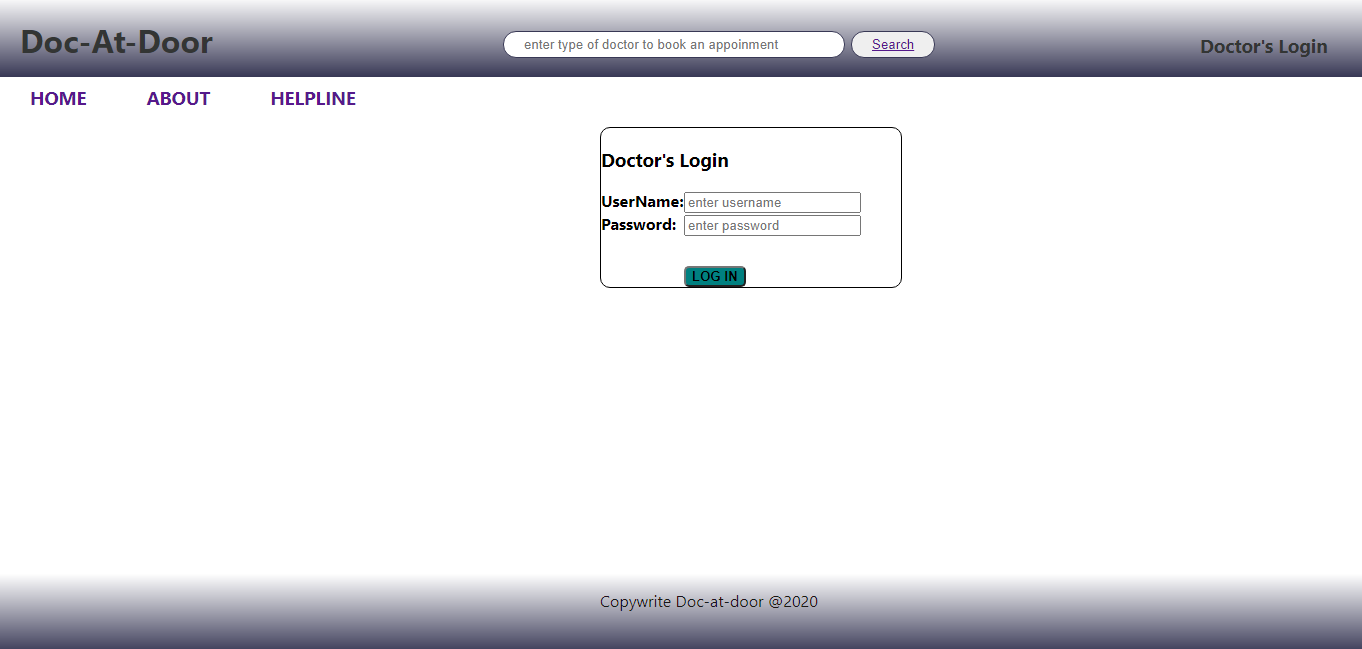 Doc-At-Door
enter type of doctor to book an appoinment
Search
Doctor's Login
HOME ABOUT HELPLINE
Doctor's Login
UserName: enter username
Password: enter password
LOG IN
Copywrite Doc-at-door @2020